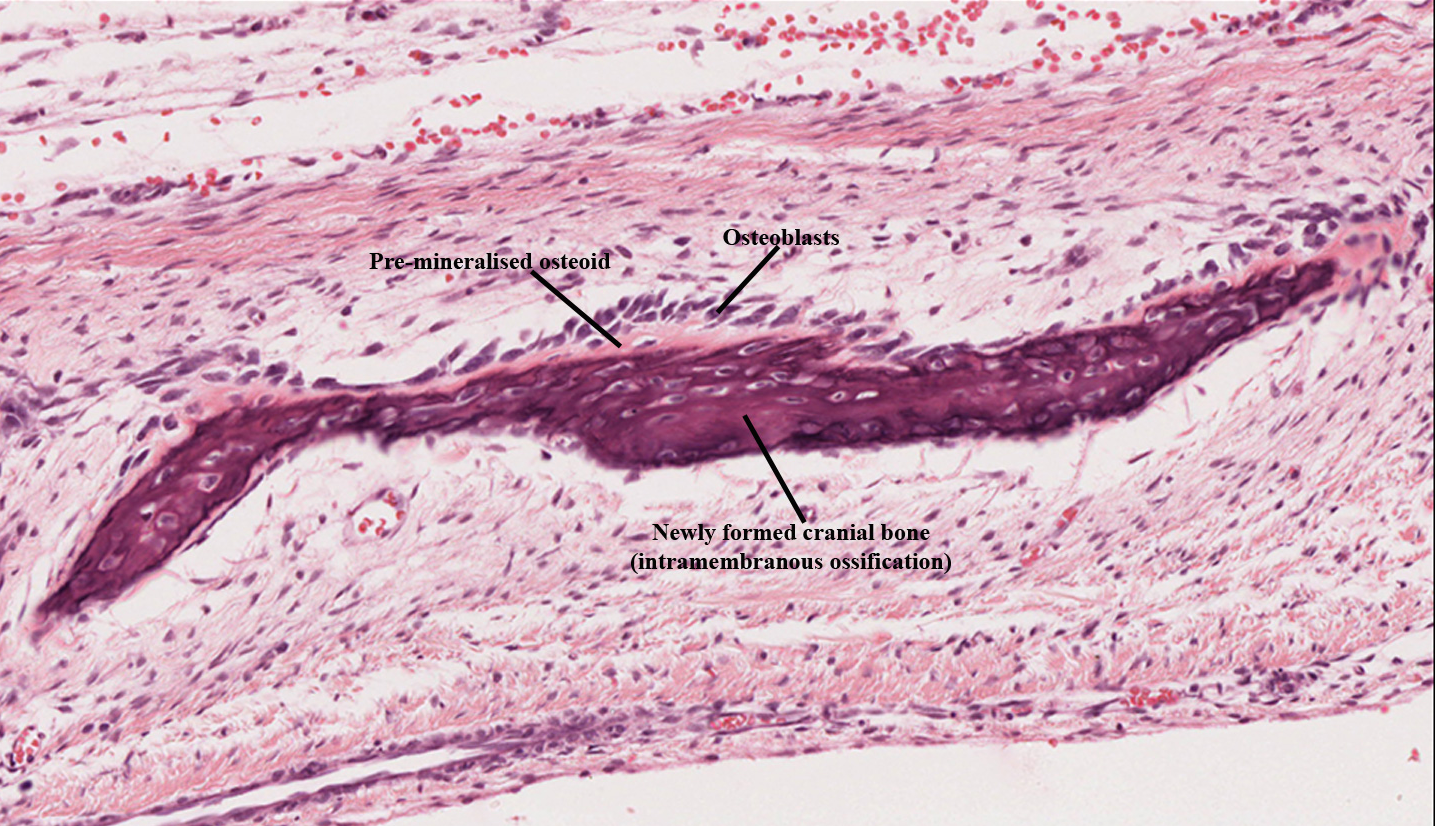 Osteoblasts
Pre-mineralised osteoid
Newly formed cranial bone
(intramembranous ossification)